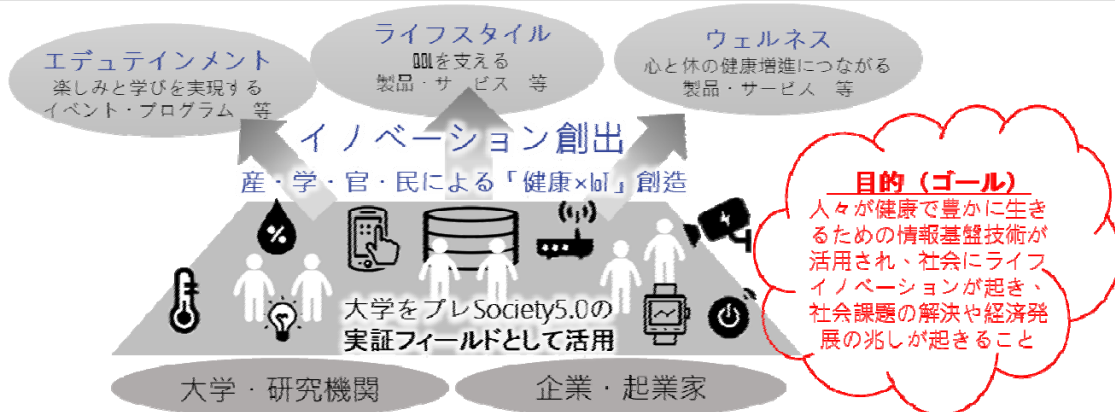 エデュテインメント
楽しみと学びを実現する
イベント・プログラム 等
ライフスタイル
QOLを支える
製品・サービス 等
ウェルネス
心と体の健康増進につながる
製品・サービス 等
イノベーション創出
産・学・官・民による「健康×IoT」創造
%
大学をプレSociety5.0の
実証フィールドとして活用
大学・研究機関
企業・起業家
目的（ゴール）
人々が健康で豊かに生き
るための情報基盤技術が
活用され、社会にライフ
イノベーションが起き、
社会課題の解決や経済発
展の兆しが起きること